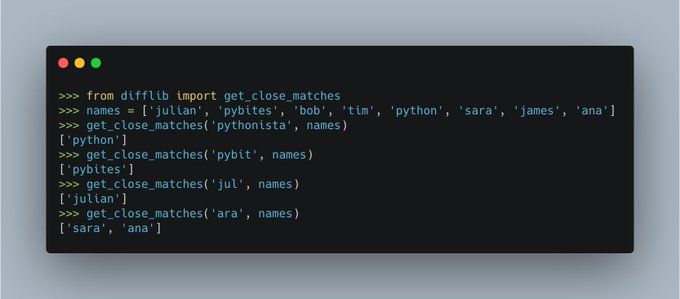 >>> from difflib import get_close_matches
>>> names = ['julian', 'pybites', 'bob', 'tim', 'python', 'sara', 'james', 'ana']
>>> get_close_matches('pythonista', names)
['python']
>>> get_close_matches('pybit', names)
['pybites']
>>> get_close_matches('jul', names)
['julian']
>>> get_close_matches('ara', names)
['sara', 'ana']